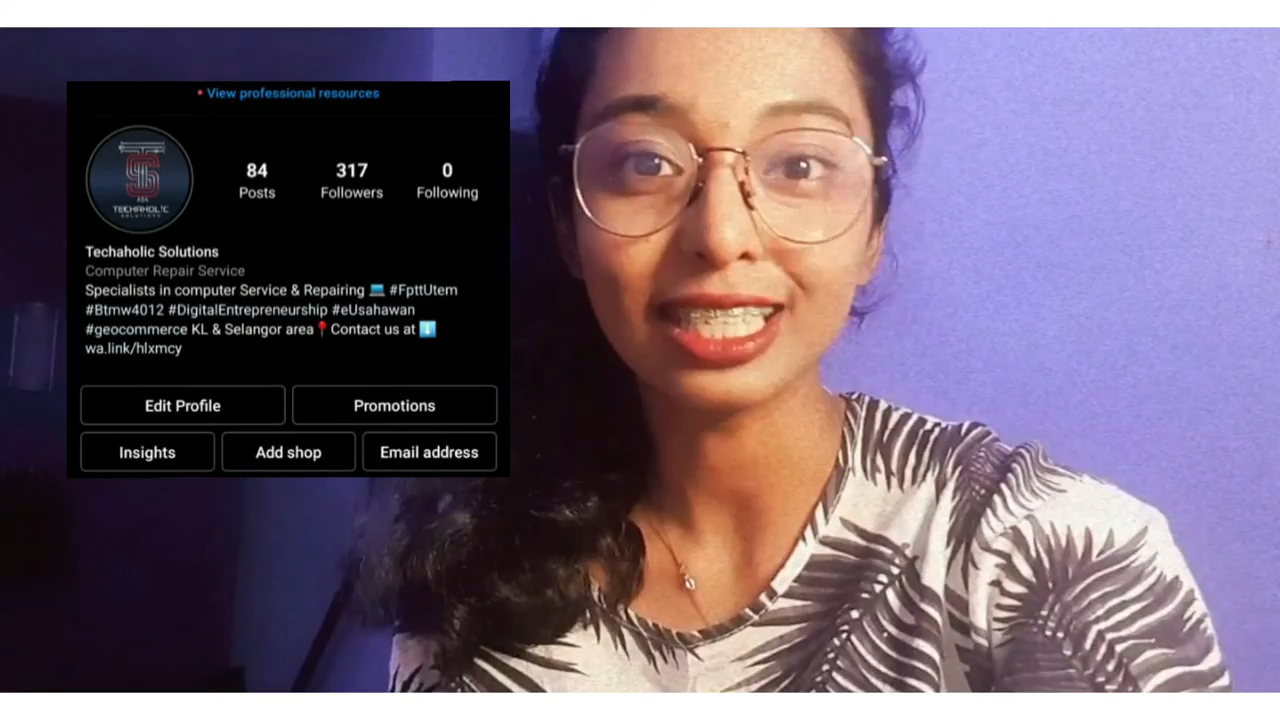 View professional resources
84
317
0
Posts
Followers
Following
TECHAHOLIC
SOLUTIONS
Techaholic Solutions
Computer Repair Service
Specialists in computer Service & Repairing 💻 #FpttUtem
#Btmw4012 #DigitalEntrepreneurship #eUsahawan
#geocommerce KL & Selangor area📍Contact us at ⬇️
wa.link/hlxmcy
Edit Profile
Promotions
Insights
Add shop
Email address